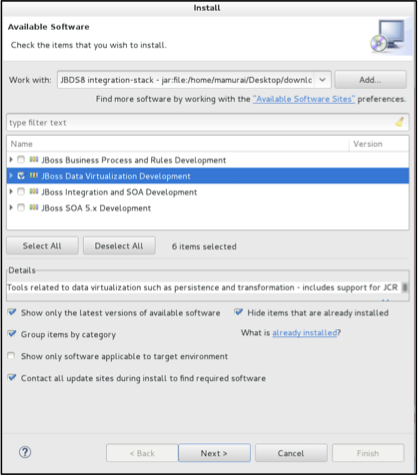 Install
Available Software
Check the items that you wish to install.
Work with: JBDS8 integration-stack - jar:file:/home/mamurai/Desktop/downlc Add...
Find more software by working with the "Available Software Sites" preferences.
type filter text
Name Version
JBoss Business Process and Rules Development
JBoss Data Virtualization Development
JBoss Integration and SOA Development
JBoss SOA 5.x Development
Select All Deselect All 6 items selected
Details
Tools related to data virtualization such as persistence and transformation - includes support for JCR
Show only the latest versions of available software Hide items that are already installed
Group items by category What is already installed?
Show only software applicable to target environment
Contact all update sites during install to find required software
? < Back Next > Cancel Finish